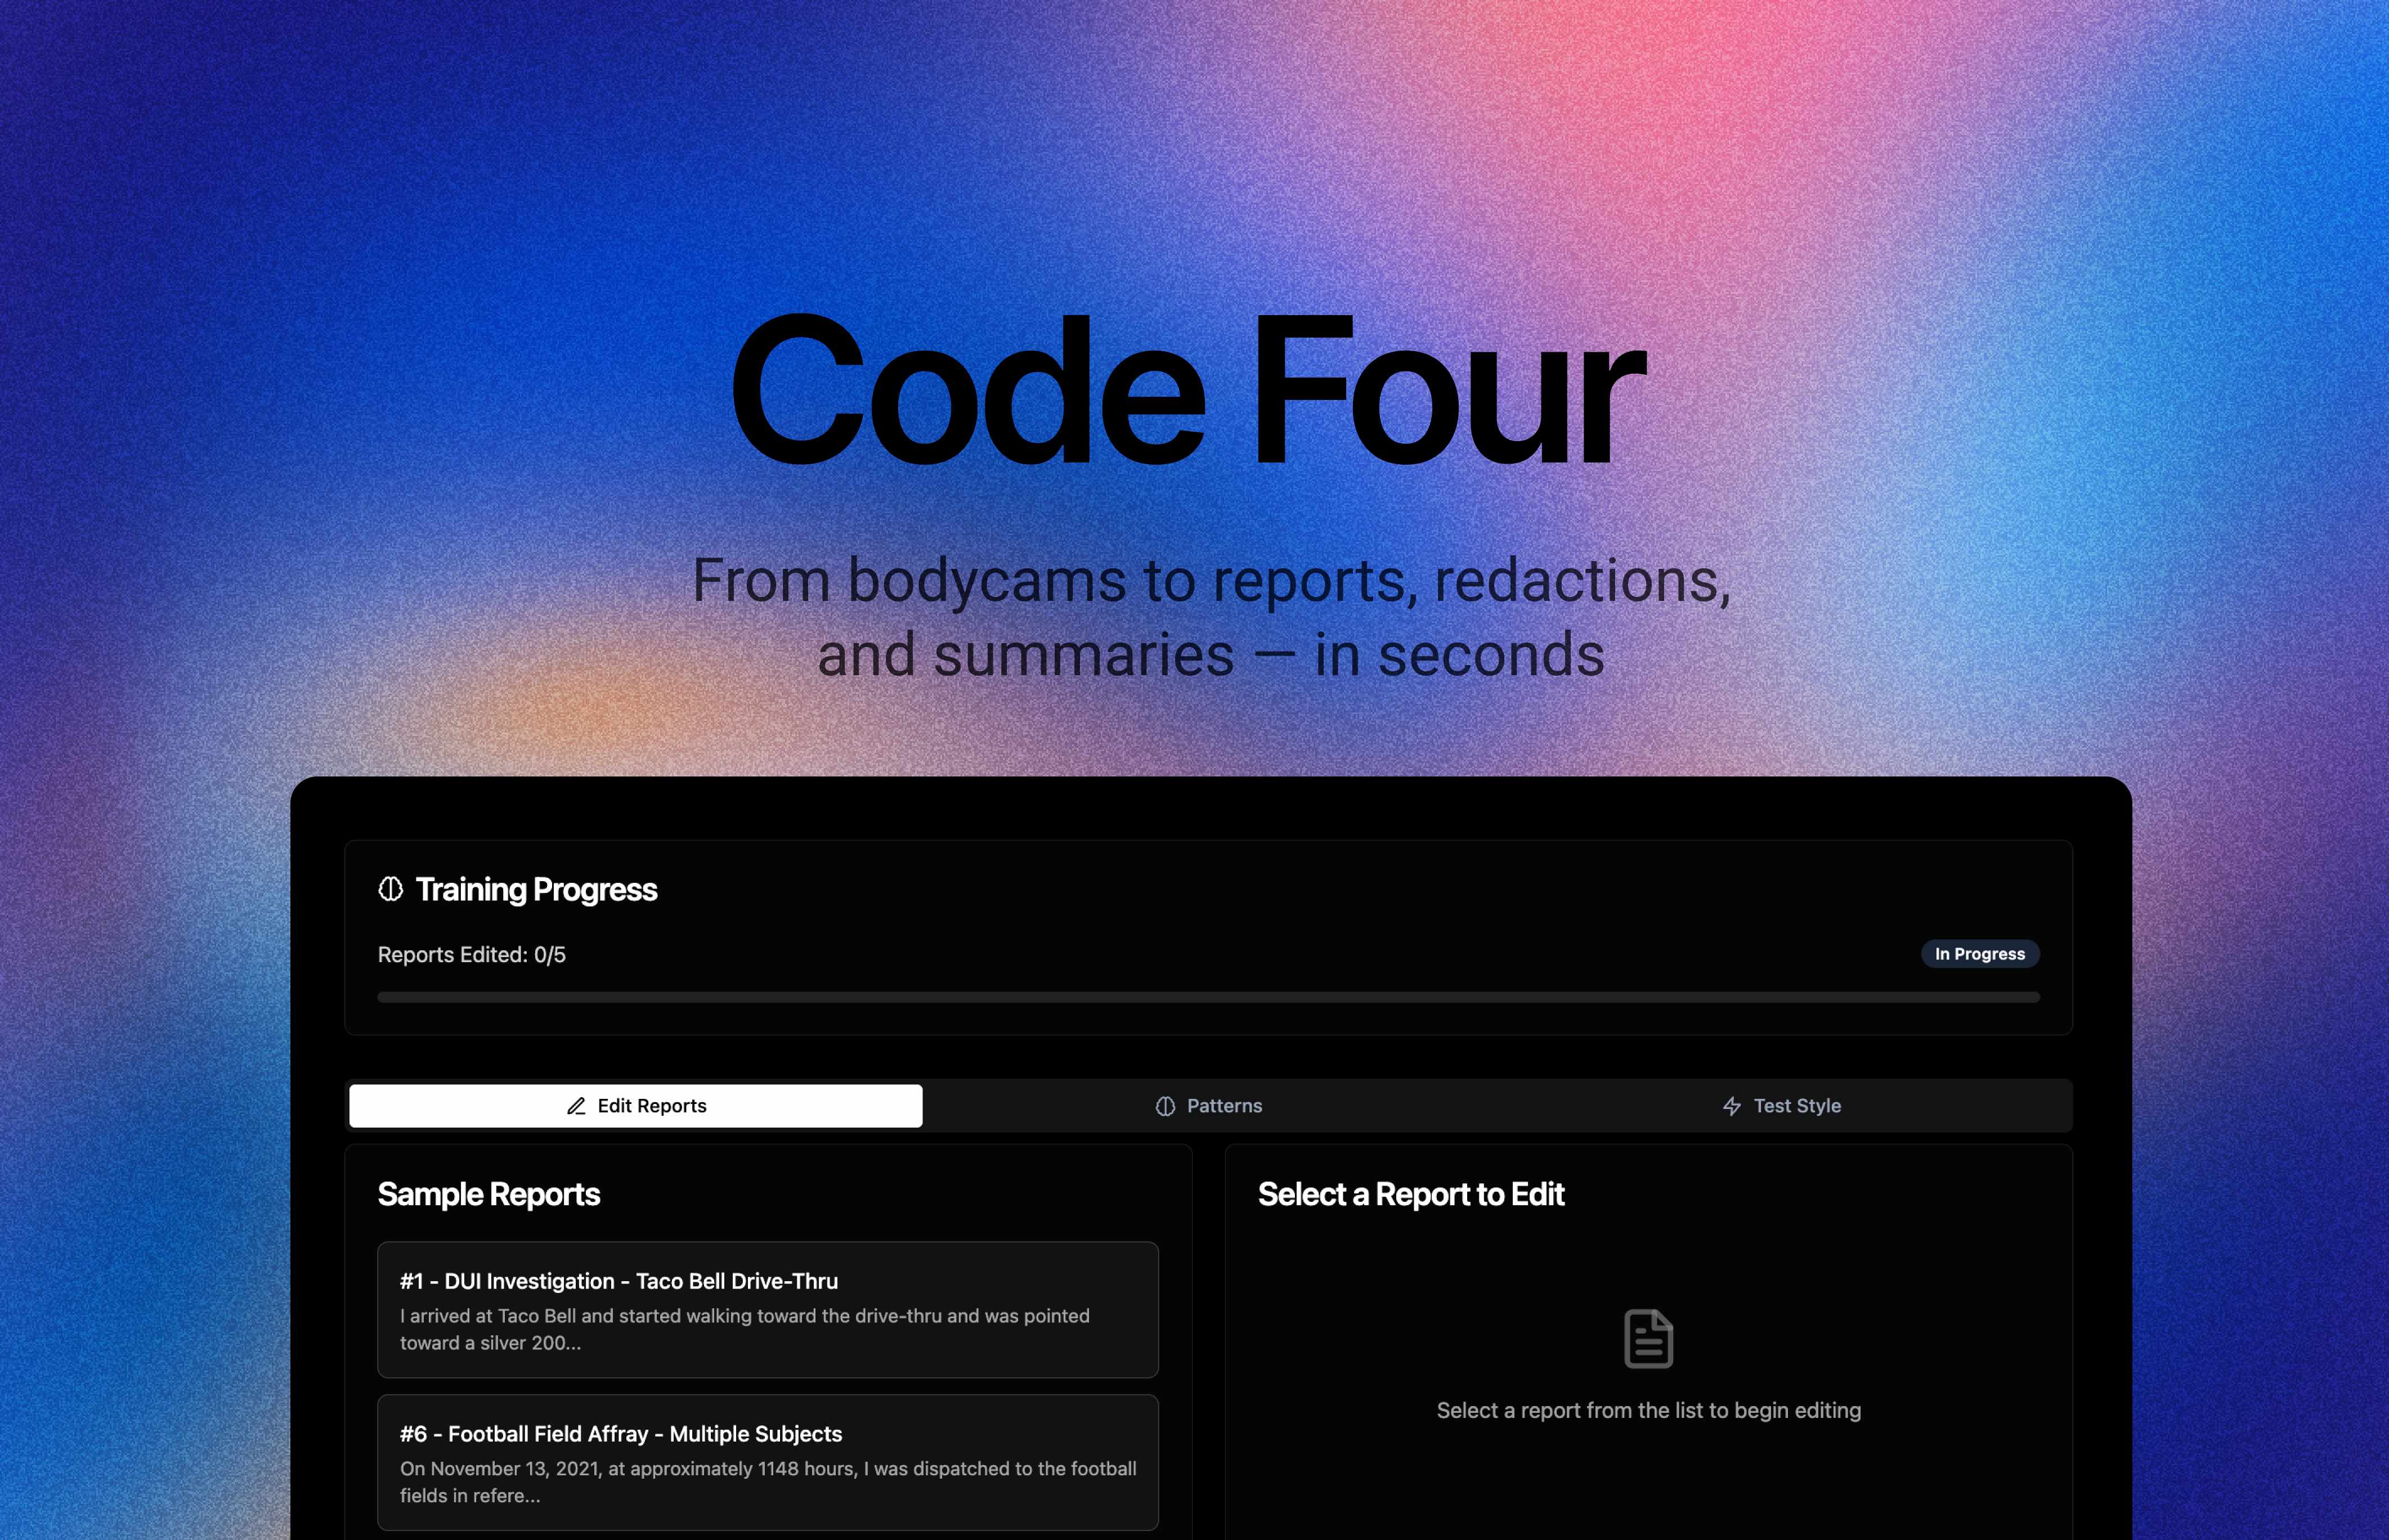 Code Four
From bodycams to reports, redactions,
and summaries — in seconds
Training Progress
Reports Edited: 0/5
In Progress
Edit Reports
Patterns
Test Style
Sample Reports
#1 - DUI Investigation - Taco Bell Drive-Thru
I arrived at Taco Bell and started walking toward the drive-thru and was pointed
toward a silver 200...
#6 - Football Field Affray - Multiple Subjects
On November 13, 2021, at approximately 1148 hours, I was dispatched to the football
fields in refere...
Select a Report to Edit
Select a report from the list to begin editing